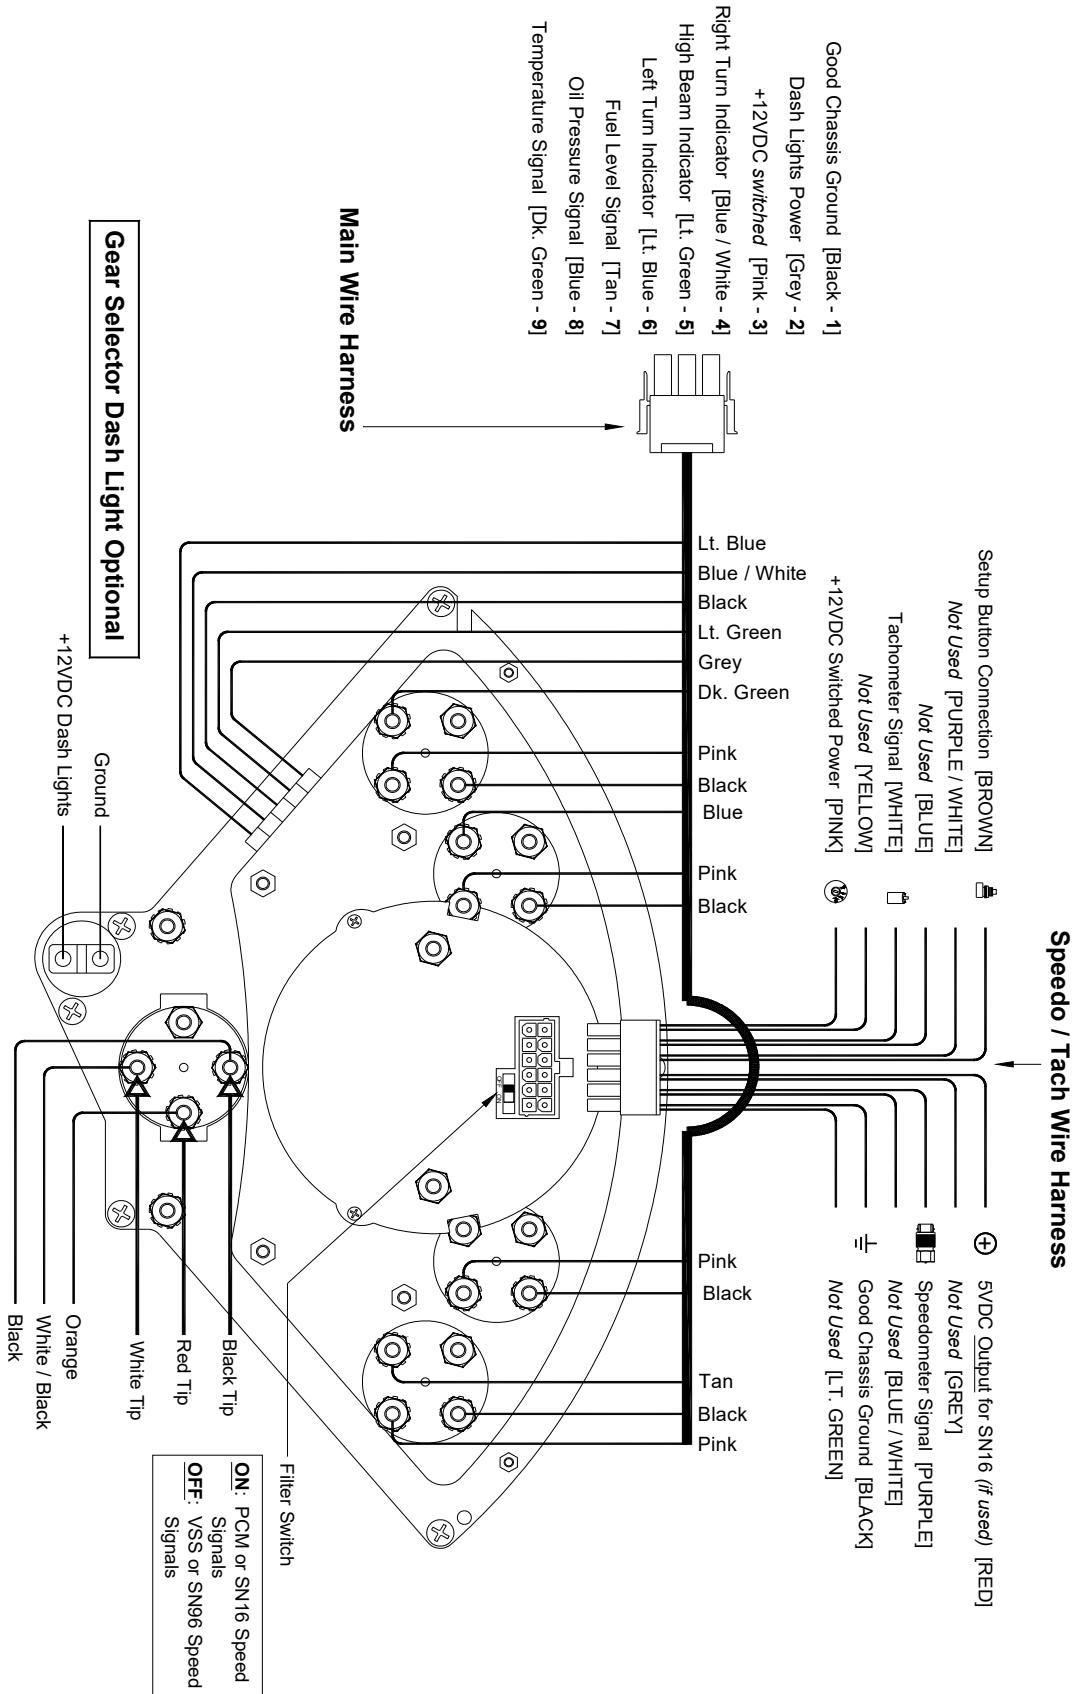 Speedo / Tach Wire Harness
Good Chassis Ground [Black - 1]
Dash Lights Power [Grey - 2]
+12VDC switched [Pink - 3]
Right Turn Indicator [Blue / White - 4]
High Beam Indicator [Lt. Green - 5]
Left Turn Indicator [Lt. Blue - 6]
Fuel Level Signal [Tan - 7]
Oil Pressure Signal [Blue - 8]
Temperature Signal [Dk. Green - 9]
Main Wire Harness
Setup Button Connection [BROWN]
Not Used [PURPLE / WHITE]
Not Used [BLUE]
Tachometer Signal [WHITE]
Not Used [YELLOW]
+12VDC Switched Power [PINK]
5VDC Output for SN16 (if used) [RED]
Not Used [GREY]
Speedometer Signal [PURPLE]
Not Used [BLUE / WHITE]
Good Chassis Ground [BLACK]
Not Used [LT. GREEN]
Lt. Blue
Blue / White
Black
Lt. Green
Grey
Dk. Green
Pink
Black
Blue
Pink
Black
Pink
Black
Tan
Black
Pink
OFF
ON
Gear Selector Dash Light Optional
Ground
+12VDC Dash Lights
Black Tip
Red Tip
White Tip
Orange
White / Black
Black
Filter Switch
ON: PCM or SN16 Speed
Signals
OFF: VSS or SN96 Speed
Signals